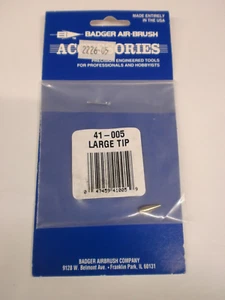 MADE ENTIRELY
IN THE USA
BADGER AIR-BRUSH
ACCESSORIES
2226-05
PRECISION ENGINEERED TOOLS
FOR PROFESSIONALS AND HOBBYISTS
41-005
LARGE TIP
BADGER AIRBRUSH COMPANY
9128 W. Belmont Ave. • Franklin Park, IL 60131